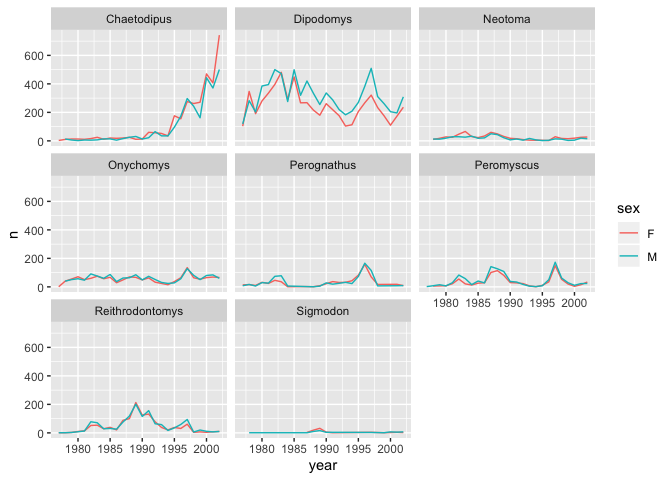 Chaetodipus Dipodomys Neotoma
600
400
200
0
Onychomys Perognathus Peromyscus
600
400
200
0
1980 1985 1990 1995 2000
Reithrodontomys Sigmodon
600
400
200
0
1980 1985 1990 1995 2000 1980 1985 1990 1995 2000
year
n
sex
F
M